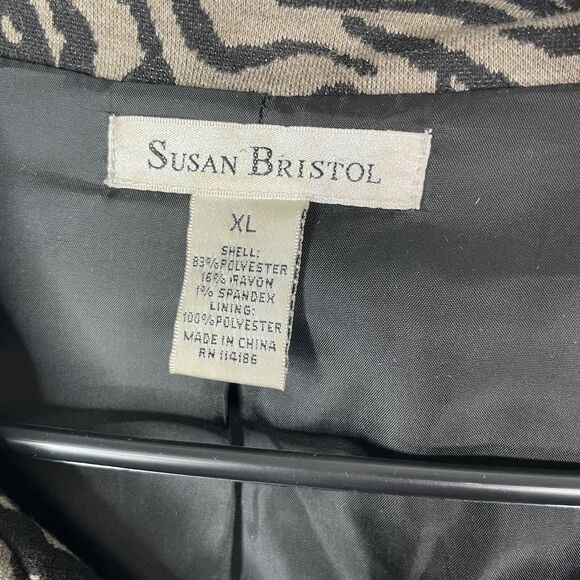 SUSAN BRISTOL
XL
SHELL:
83%POLYESTER
16% RAYON
1% SPANDEX
LINING:
100%POLYESTER
MADE IN CHINA
RN 114186